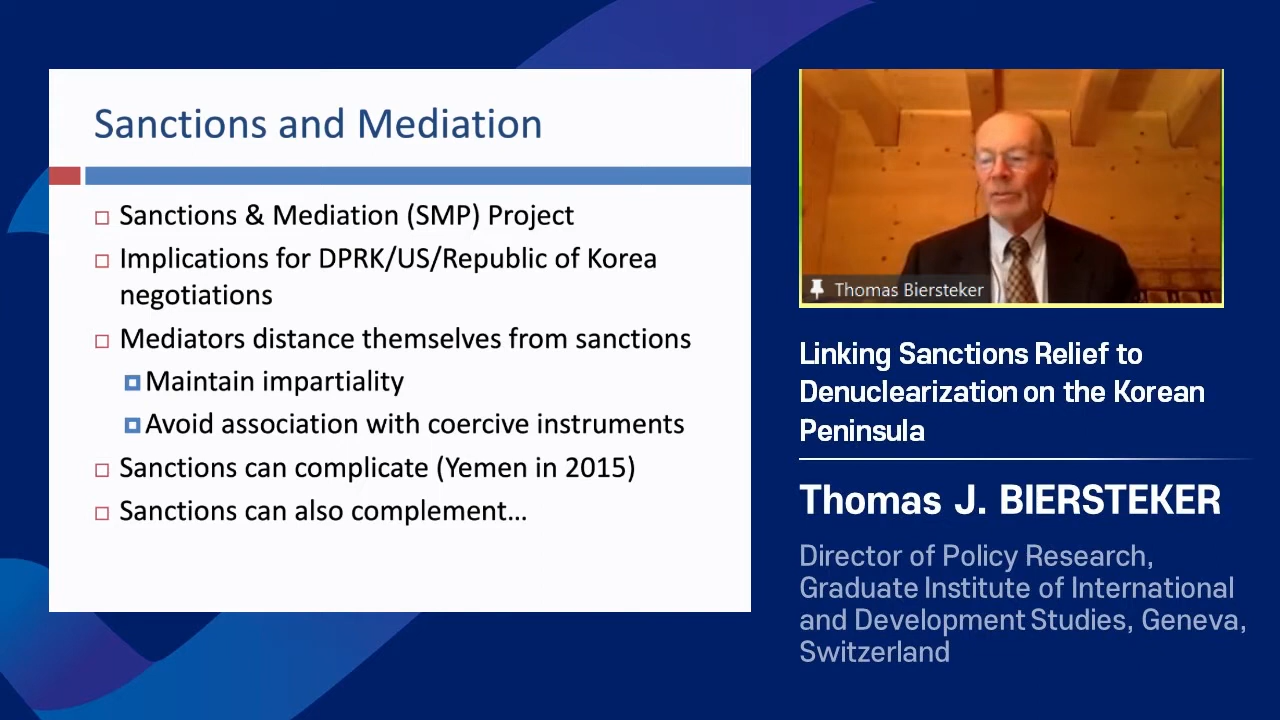 Sanctions and Mediation
Sanctions & Mediation (SMP) Project
Implications for DPRK/US/Republic of Korea
negotiations
Mediators distance themselves from sanctions
Maintain impartiality
Avoid association with coercive instruments
Sanctions can complicate (Yemen in 2015)
Sanctions can also complement…
Thomas Biersteker
Linking Sanctions Relief to
Denuclearization on the Korean
Peninsula
Thomas J. BIERSTEKER
Director of Policy Research,
Graduate Institute of International
and Development Studies, Geneva,
Switzerland